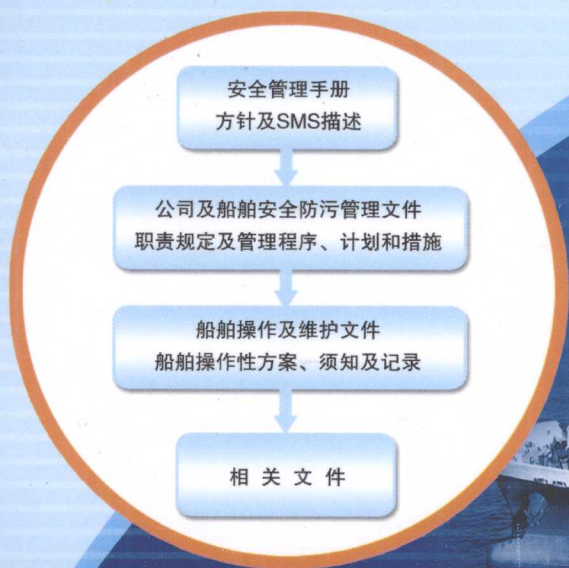 安全管理手册
方针及SMS描述
公司及船舶安全防污管理文件
职责规定及管理程序、计划和措施
船舶操作及维护文件
船舶操作性方案、须知及记录
相关文件